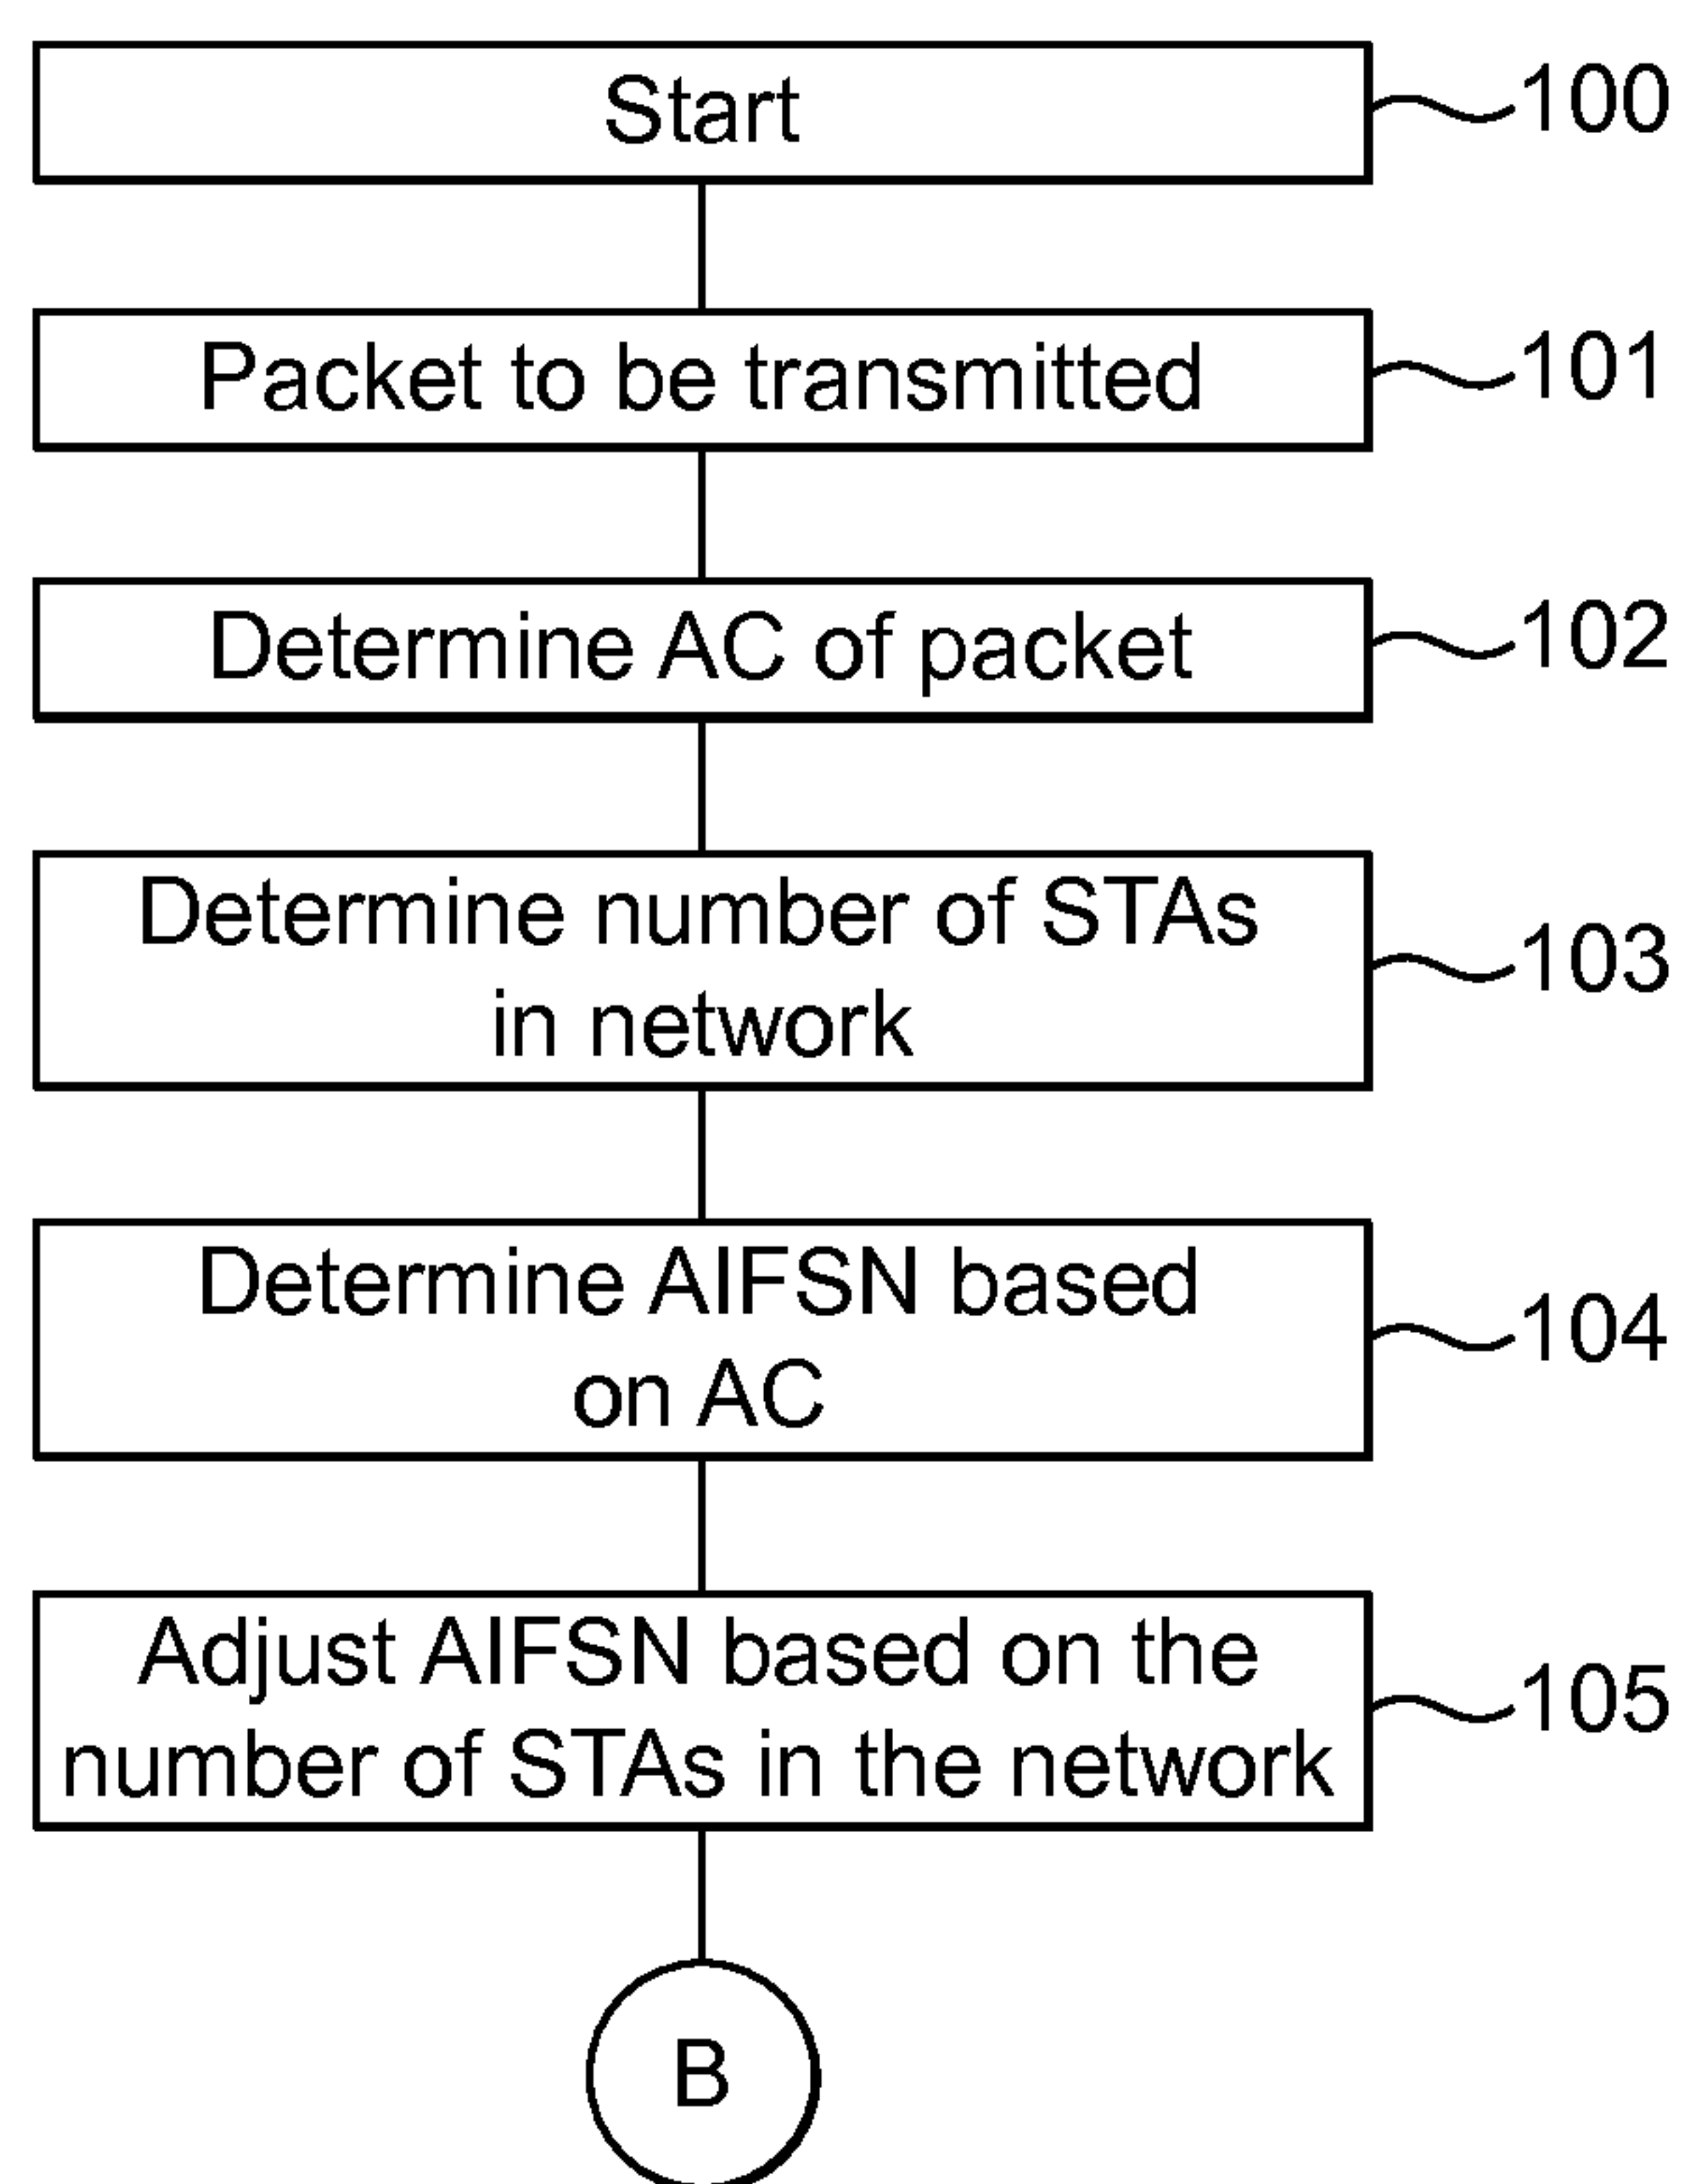 Start
100
Packet to be transmitted
101
Determine AC of packet
102
Determine number of STAs
in network
103
Determine AIFSN based
on AC
104
Adjust AIFSN based on the
number of STAs in the network
105
B